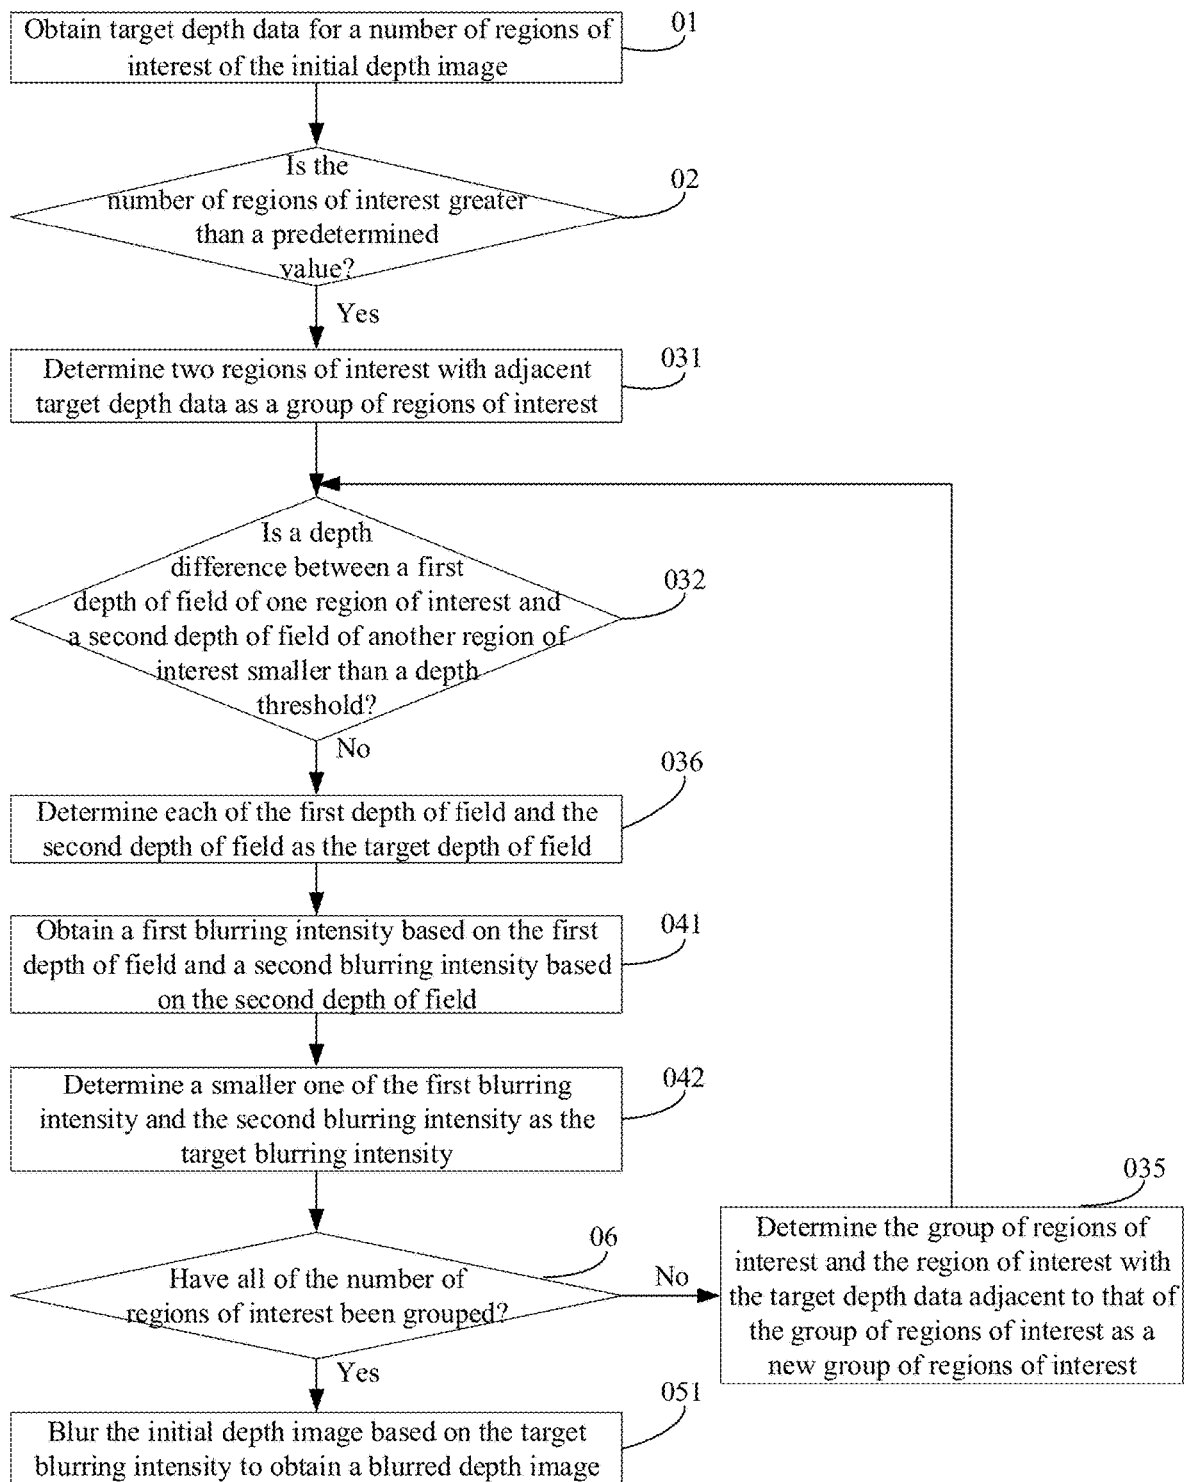 Obtain target depth data for a number of regions of
interest of the initial depth image
01
Is the
number of regions of interest greater
than a predetermined
value?
02
Yes
Determine two regions of interest with adjacent
target depth data as a group of regions of interest
031
Is a depth
difference between a first
depth of field of one region of interest and
a second depth of field of another region of
interest smaller than a depth
threshold?
032
No
Determine each of the first depth of field and the
second depth of field as the target depth of field
036
Obtain a first blurring intensity based on the first
depth of field and a second blurring intensity based
on the second depth of field
041
Determine a smaller one of the first blurring
intensity and the second blurring intensity as the
target blurring intensity
042
Have all of the number of
regions of interest been grouped?
06
No
Determine the group of regions of
interest and the region of interest with
the target depth data adjacent to that of
the group of regions of interest as a
new group of regions of interest
035
Yes
Blur the initial depth image based on the target
blurring intensity to obtain a blurred depth image
051